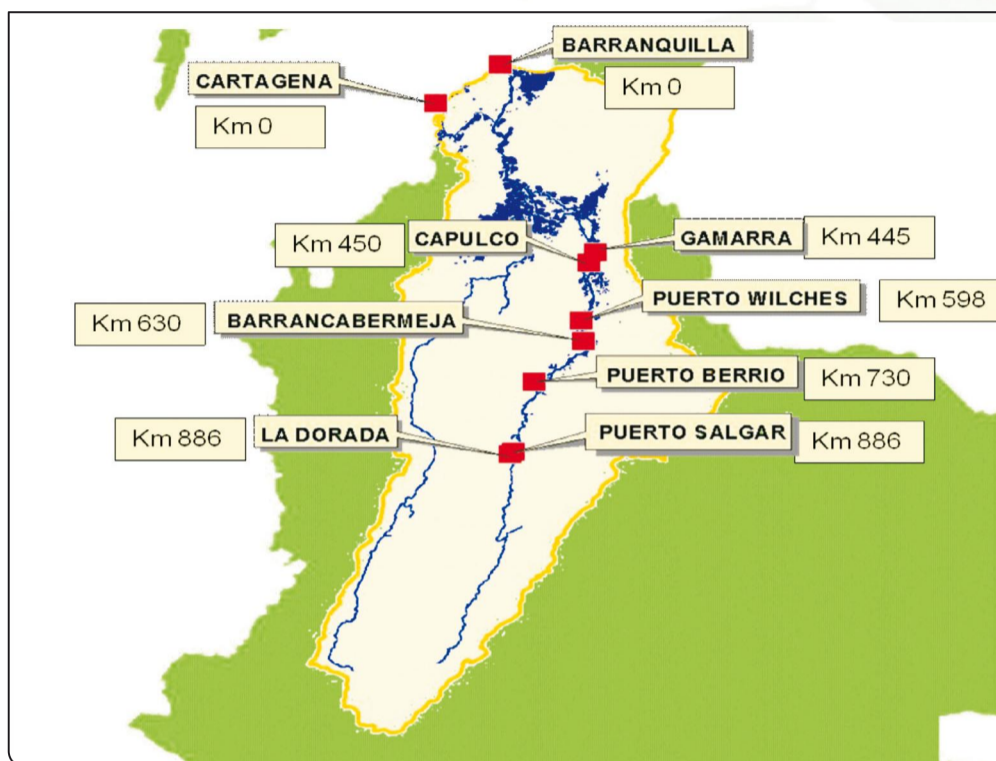 BARRANQUILLA
Km 0
CARTAGENA
Km 0
GAMARRA
Km 445
CAPULCO
Km 450
PUERTO WILCHES
Km 598
BARRANCABERMEJA
Km 630
PUERTO BERRIO
Km 730
LA DORADA
Km 886
PUERTO SALGAR
Km 886